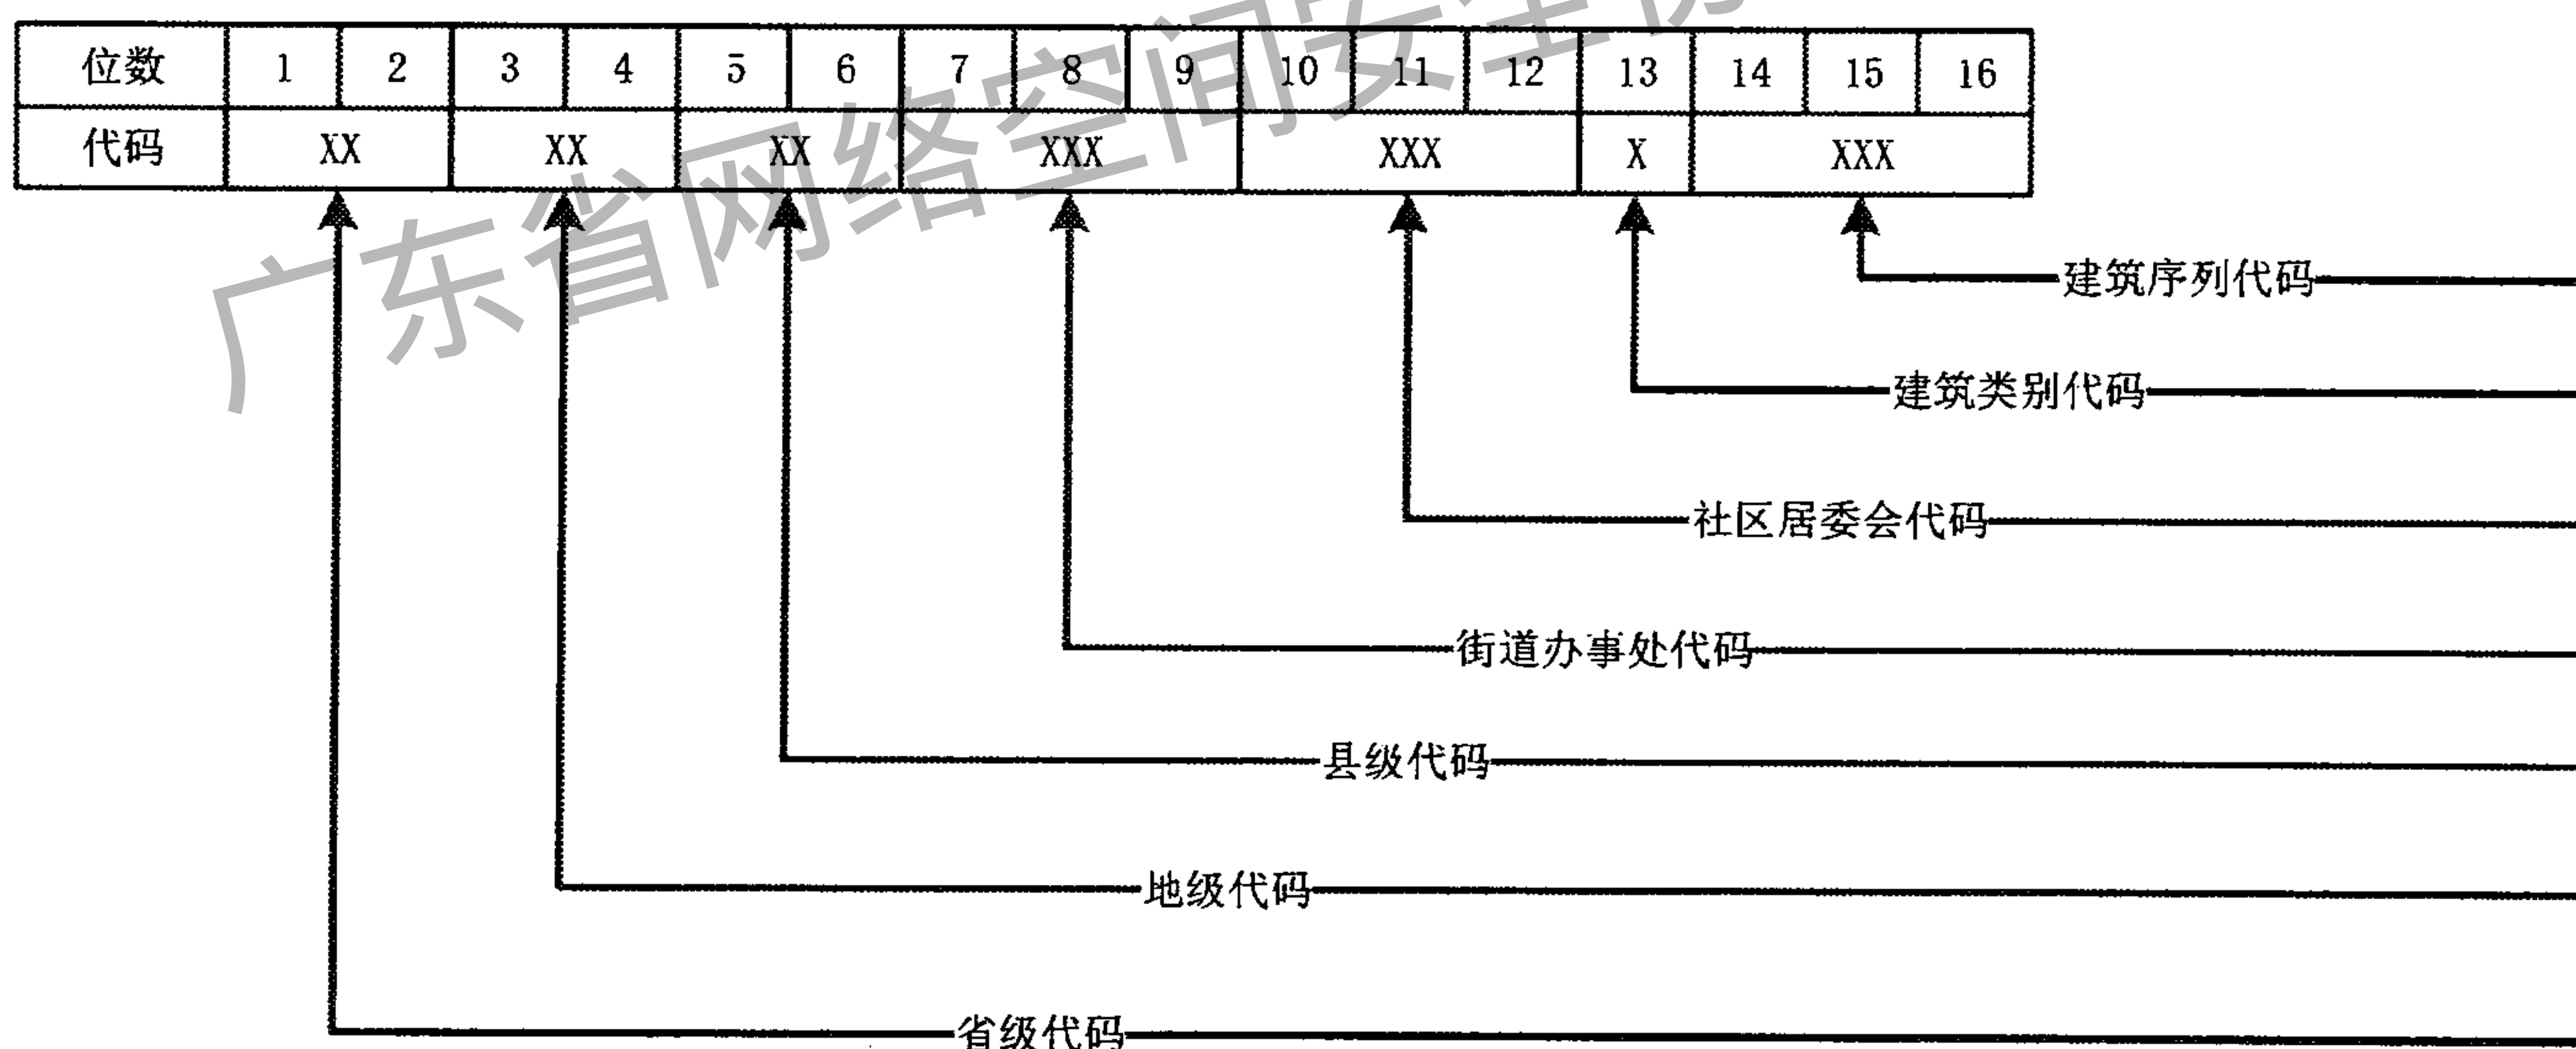 位数 1 2 3 4 5 6 7 8 9 10 11 12 13 14 15 16
代码 XX XX XX XXX XXX X XXX
建筑序列代码
建筑类别代码
社区居委会代码
街道办事处代码
县级代码
地级代码
省级代码
广东省网络空间安全协